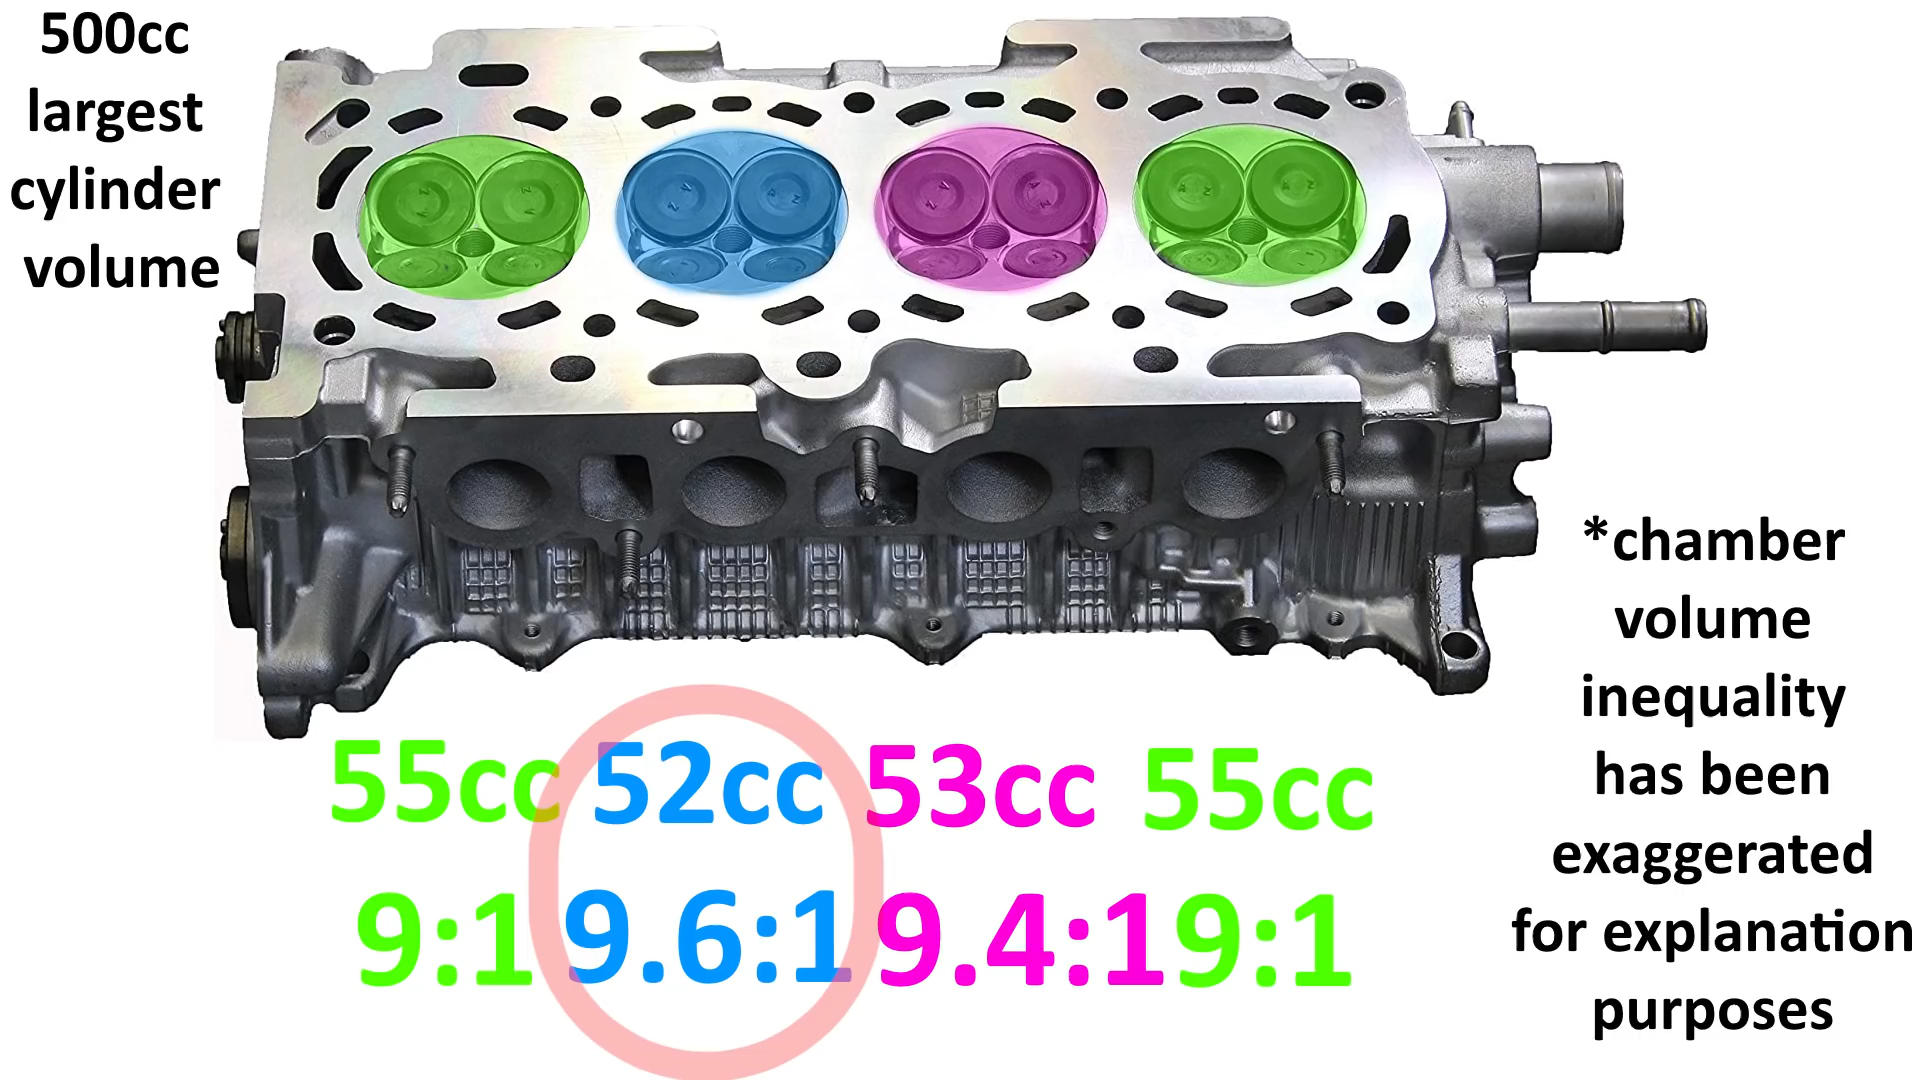 500cc
largest
cylinder
volume
*chamber
volume
inequality
has been
exaggerated
for explanation
purposes
55cc 52cc 53cc 55cc
9:1 9.6:1 9.4:1 9:1